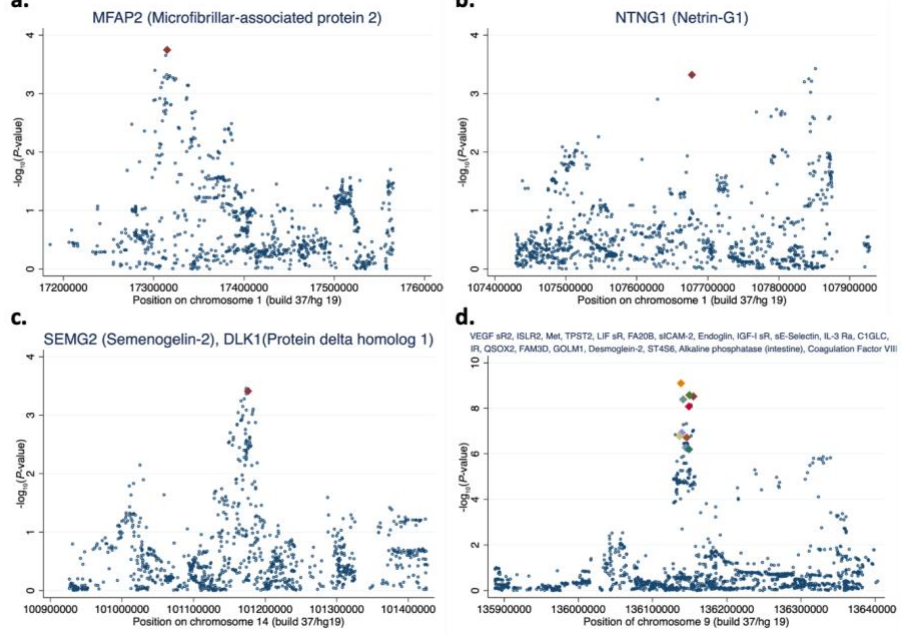 a.
MFAP2 (Microfibrillar-associated protein 2)
4
3
2
1
0
-log10(P-value)
17200000 17300000 17400000 17500000 1760000
Position on chromosome 1 (build 37/hg 19)
b.
NTNG1 (Netrin-G1)
4
3
2
1
0
-log10(P-value)
107400000 107500000 107600000 107700000 107800000 107900000
Position on chromosome 1 (build 37/hg 19)
c.
SEMG2 (Semenogelin-2), DLK1(Protein delta homolog 1)
4
3
2
1
0
-log10(P-value)
100900000 101000000 101100000 101200000 101300000 101400000
Position on chromosome 14 (build 37/hg19)
d.
VEGF sR2, ISLR2, Met, TPST2, LIF sR, FA20B, sICAM-2, Endoglin, IGF-I sR, sE-Selectin, IL-3 Ra, C1GLC,
IR, QSOX2, FAM3D, GOLM1, Desmoglein-2, ST4S6, Alkaline phosphatase (intestine), Coagulation Factor VIII
10
8
6
4
2
0
-log10(P-value)
135900000 136000000 136100000 136200000 136300000 13640000
Position of chromosome 9 (build 37/hg 19)